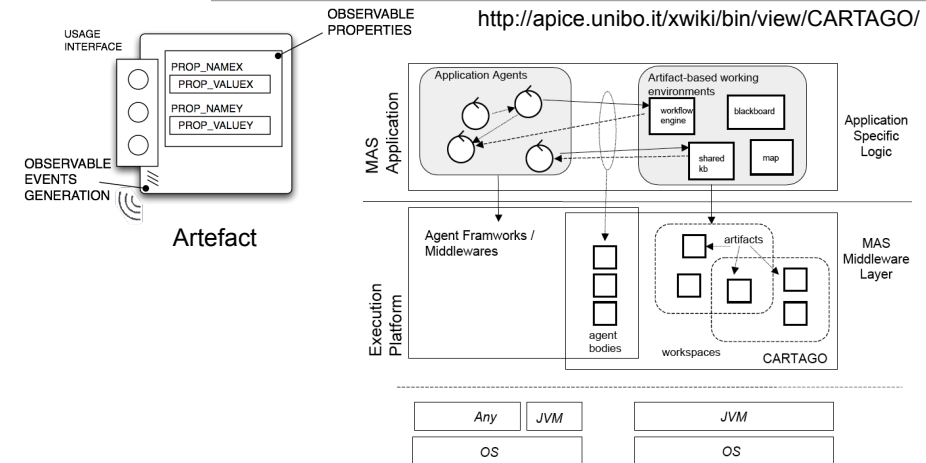 http://apice.unibo.it/xwiki/bin/view/CARTAGO/
OBSERVABLE
PROPERTIES
USAGE
INTERFACE
PROP_NAMEX
PROP_VALUEX
PROP_NAMEY
PROP_VALUEY
OBSERVABLE
EVENTS
GENERATION
Artefact
MAS
Application
Application Agents
Artifact-based working
environments
workflow
engine
blackboard
shared
kb
map
Application
Specific
Logic
Execution
Platform
Agent Framworks /
Middlewares
agent
bodies
artifacts
workspaces
CARTAGO
MAS
Middleware
Layer
Any
JVM
JVM
OS
OS